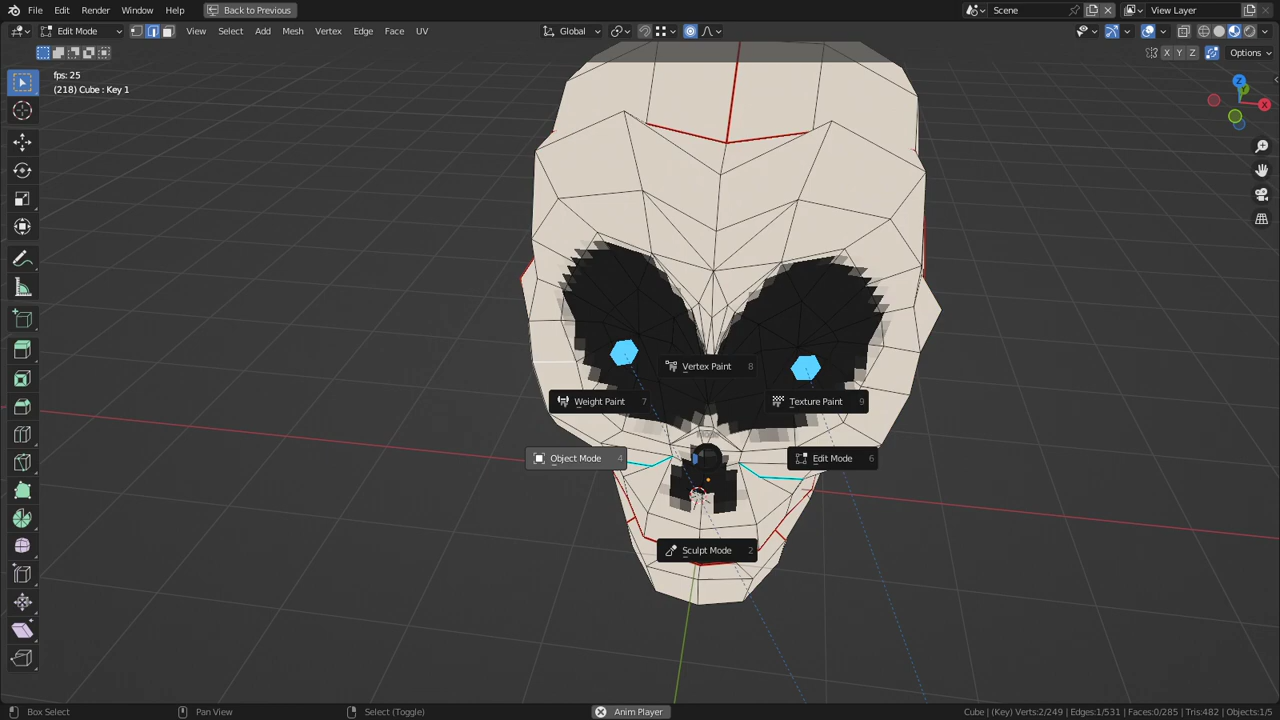 File Edit Render Window Help Back to Previous Scene View Layer
Edit Mode View Select Add Mesh Vertex Edge Face UV Global
X Y Z Options
fps: 25
(218) Cube : Key 1
Z
X
Vertex Paint 8
Weight Paint 7
Texture Paint 9
Object Mode 4
Edit Mode 6
Sculpt Mode 2
Box Select Pan View Select (Toggle) Anim Player Cube | (Key) Verts:2/249 | Edges:1/531 | Faces:0/285 | Tris:482 | Objects:1/5